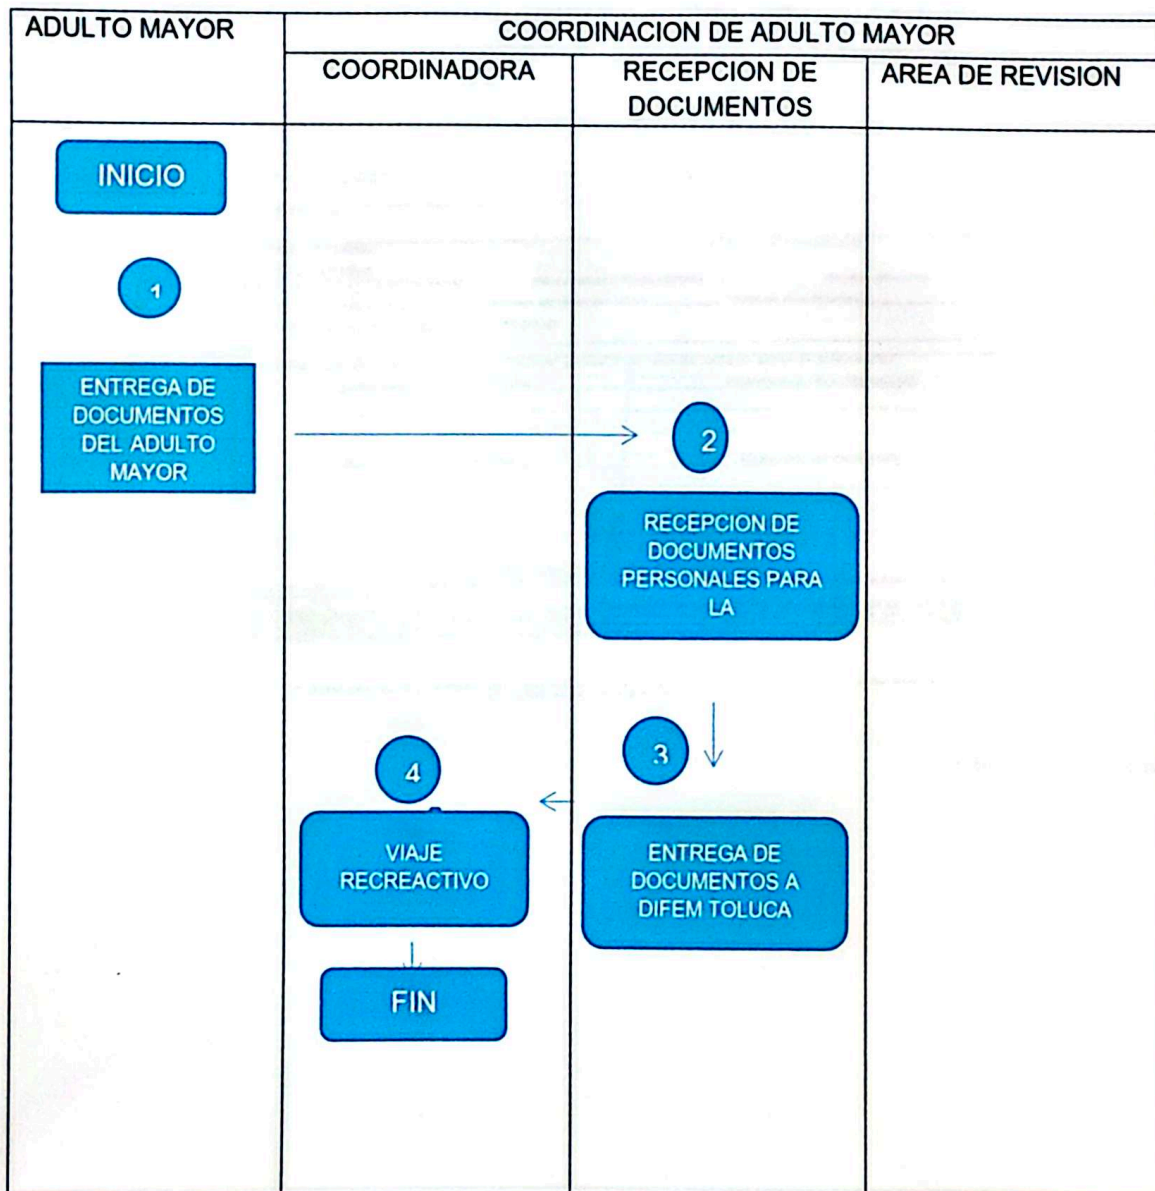 ADULTO MAYOR
COORDINACION DE ADULTO MAYOR
COORDINADORA
RECEPCION DE
DOCUMENTOS
AREA DE REVISION
INICIO
1
ENTREGA DE
DOCUMENTOS
DEL ADULTO
MAYOR
2
RECEPCION DE
DOCUMENTOS
PERSONALES PARA
LA
3
ENTREGA DE
DOCUMENTOS A
DIFEM TOLUCA
4
VIAJE
RECREACTIVO
FIN